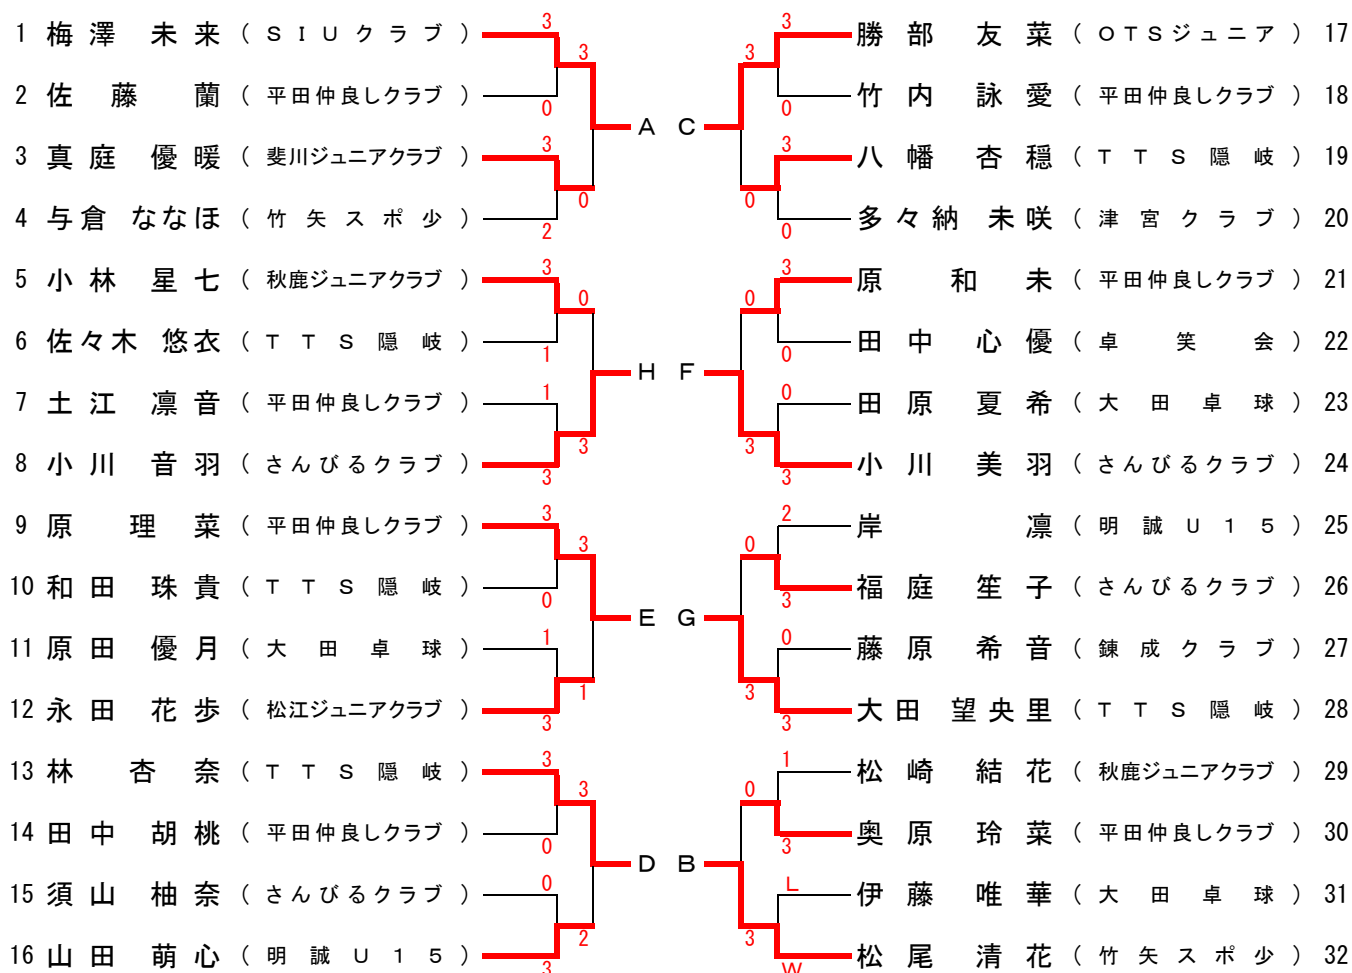 1 梅澤 未来 ( SIUクラブ ) 3
3
2 佐藤 蘭 ( 平田仲良しクラブ ) 0
A
3 真庭 優暖 ( 斐川ジュニアクラブ ) 3
0
4 与倉 ななほ ( 竹矢スポ少 ) 2
5 小林 星七 ( 秋鹿ジュニアクラブ ) 3
0
6 佐々木 悠衣 ( TTS隠岐 ) 1
H
7 土江 凛音 ( 平田仲良しクラブ ) 1
3
8 小川 音羽 ( さんびるクラブ ) 3
9 原 理菜 ( 平田仲良しクラブ ) 3
3
10 和田 珠貴 ( TTS隠岐 ) 0
E
11 原田 優月 ( 大田卓球 ) 1
1
12 永田 花歩 ( 松江ジュニアクラブ ) 3
13 林 杏奈 ( TTS隠岐 ) 3
3
14 田中 胡桃 ( 平田仲良しクラブ ) 0
D
15 須山 柚奈 ( さんびるクラブ ) 0
2
16 山田 萌心 ( 明誠U15 ) 3
3 勝部 友菜 ( OTSジュニア ) 17
3
0 竹内 詠愛 ( 平田仲良しクラブ ) 18
C
3 八幡 杏穏 ( TTS隠岐 ) 19
0
0 多々納 未咲 ( 津宮クラブ ) 20
3 原 和未 ( 平田仲良しクラブ ) 21
0
0 田中 心優 ( 卓笑会 ) 22
F
0 田原 夏希 ( 大田卓球 ) 23
3
3 小川 美羽 ( さんびるクラブ ) 24
2 岸 凛 ( 明誠U15 ) 25
0
3 福庭 笙子 ( さんびるクラブ ) 26
G
0 藤原 希音 ( 錬成クラブ ) 27
3
3 大田 望央里 ( TTS隠岐 ) 28
1 松崎 結花 ( 秋鹿ジュニアクラブ ) 29
0
3 奥原 玲菜 ( 平田仲良しクラブ ) 30
B
L 伊藤 唯華 ( 大田卓球 ) 31
3
W 松尾 清花 ( 竹矢スポ少 ) 32